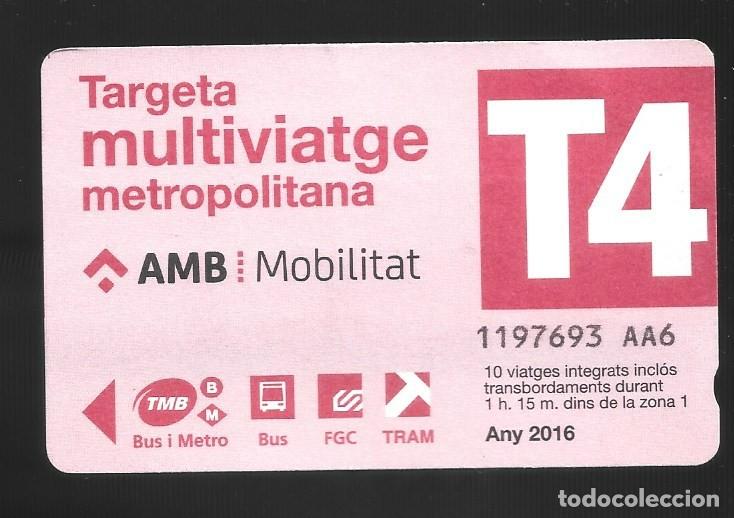 Targeta
multiviatge
metropolitana
T4
AMB Mobilitat
1197693 AA6
10 viatges integrats inclós
transbordaments durant
1 h. 15 m. dins de la zona 1
Any 2016
TMB
B
M
Bus i Metro
Bus
FGC
TRAM
todocoleccion